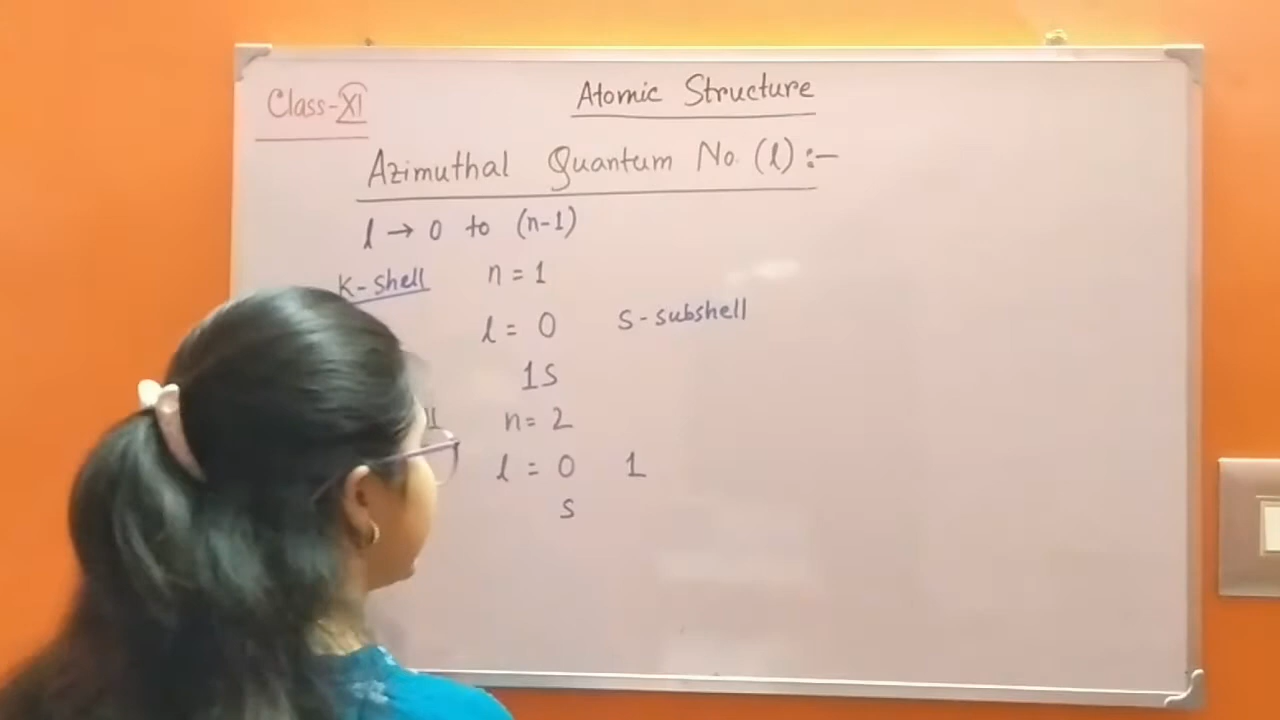 Class-XI
Atomic Structure
Azimuthal Quantum No. (l) :-
l → 0 to (n-1)
K-shell n = 1
l = 0 s-subshell
1s
n = 2
l = 0 1
s